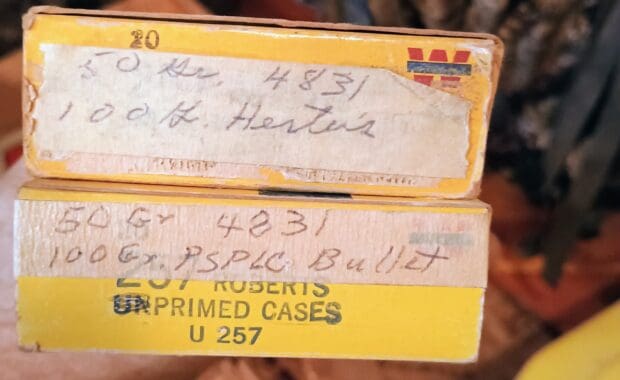 20
W
50 Gr. 4831
100 Gr. Herter's
50 Gr 4831
100 Gr. PSPLC Bullet
257 ROBERTS
UNPRIMED CASES
U 257